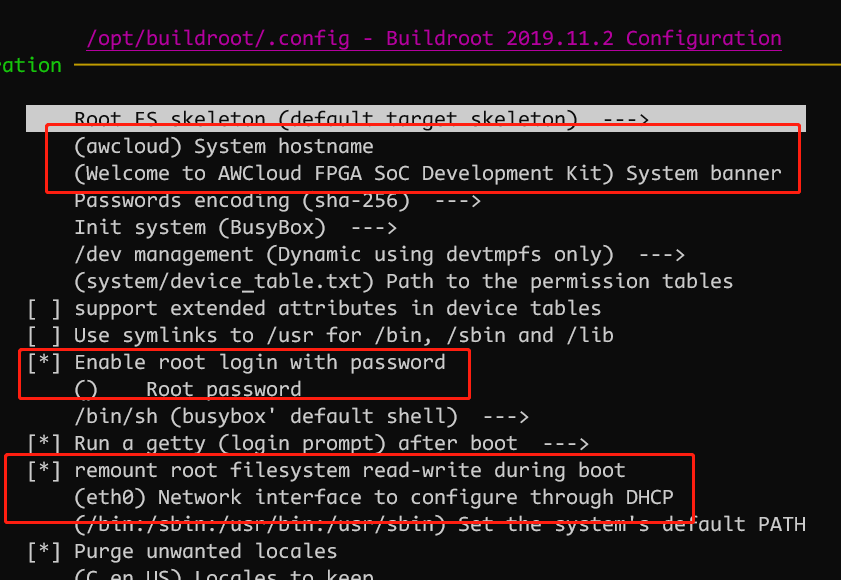 /opt/buildroot/.config - Buildroot 2019.11.2 Configuration
ration
Root FS skeleton (default target skeleton)  --->
(awcloud) System hostname
(Welcome to AWCloud FPGA SoC Development Kit) System banner
Passwords encoding (sha-256)  --->
Init system (BusyBox)  --->
/dev management (Dynamic using devtmpfs only)  --->
(system/device_table.txt) Path to the permission tables
[ ] support extended attributes in device tables
[ ] Use symlinks to /usr for /bin, /sbin and /lib
[*] Enable root login with password
()    Root password
/bin/sh (busybox' default shell)  --->
[*] Run a getty (login prompt) after boot  --->
[*] remount root filesystem read-write during boot
(eth0) Network interface to configure through DHCP
(/bin:/sbin:/usr/bin:/usr/sbin) Set the system's default PATH
[*] Purge unwanted locales
(C en_US) Locales to keep